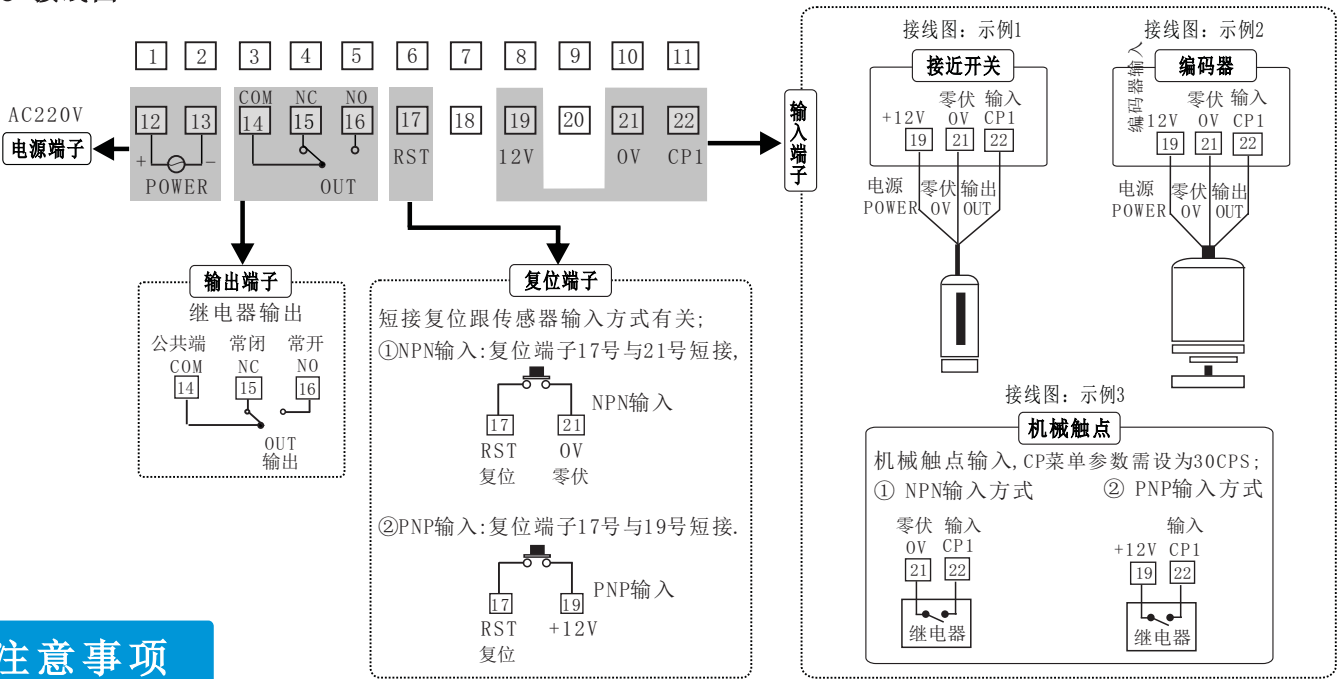 接线图
1 2 3 4 5 6 7 8 9 10 11
AC220V
电源端子
COM NC NO
12 13 14 15 16 17 18 19 20 21 22
+ -
RST 12V 0V CP1
POWER OUT
输出端子
继电器输出
公共端 常闭 常开
COM NC NO
14 15 16
OUT
输出
复位端子
短接复位跟传感器输入方式有关;
①NPN输入:复位端子17号与21号短接,
NPN输入
17 21
RST 0V
复位 零伏
②PNP输入:复位端子17号与19号短接.
PNP输入
17 19
RST +12V
复位
输入端子
接线图: 示例1
接近开关
零伏 输入
+12V 0V CP1
19 21 22
电源 零伏 输出
POWER 0V OUT
接线图: 示例2
编码器
编码器输入
零伏 输入
12V 0V CP1
19 21 22
电源 零伏 输出
POWER 0V OUT
接线图: 示例3
机械触点
机械触点输入,CP菜单参数需设为30CPS;
① NPN输入方式
零伏 输入
0V CP1
21 22
继电器
② PNP输入方式
输入
+12V CP1
19 22
继电器
注意事项